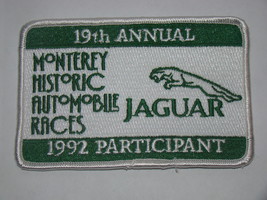 19th ANNUAL
MONTEREY
HISTORIC
AUTOMOBILE
RACES
JAGUAR
1992 PARTICIPANT